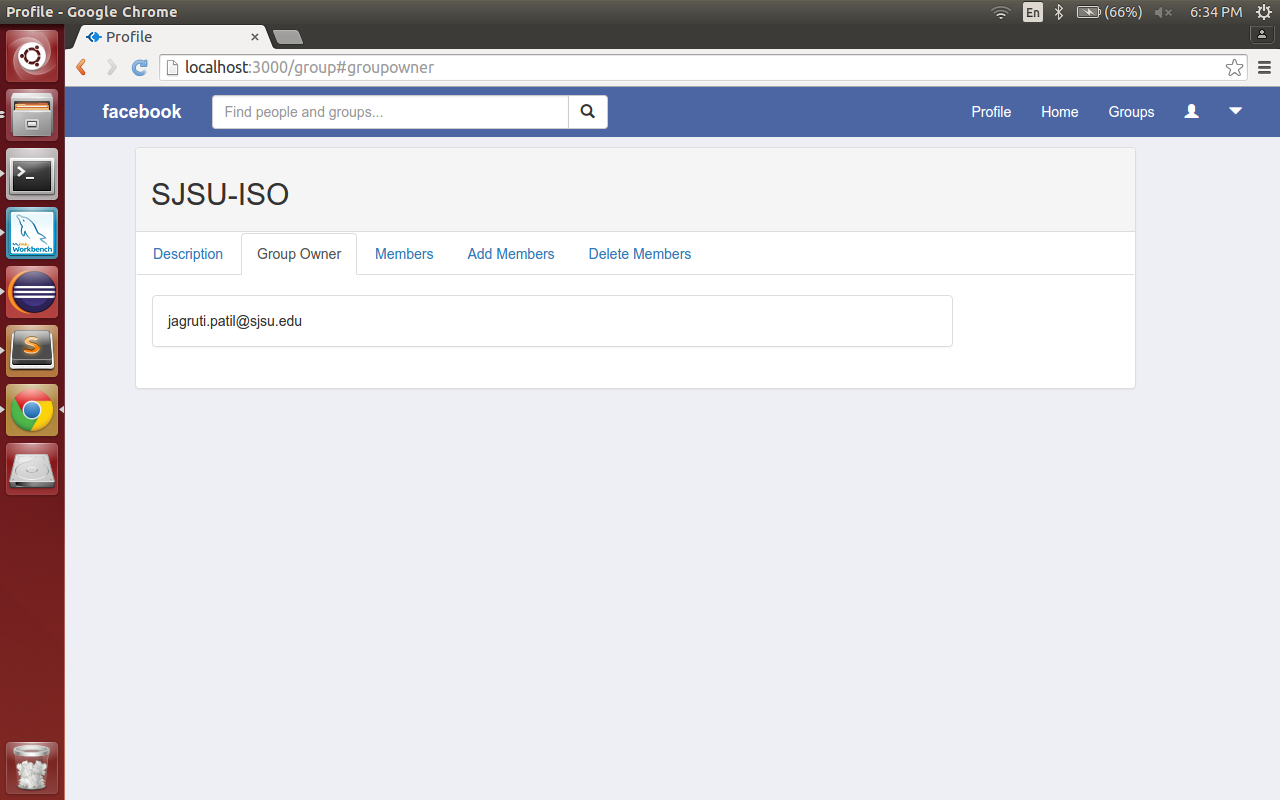 Profile - Google Chrome
En
(66%)
6:34 PM
Profile
localhost:3000/group#groupowner
facebook
Find people and groups...
Profile
Home
Groups
SJSU-ISO
Description
Group Owner
Members
Add Members
Delete Members
jagruti.patil@sjsu.edu
Workbench
S